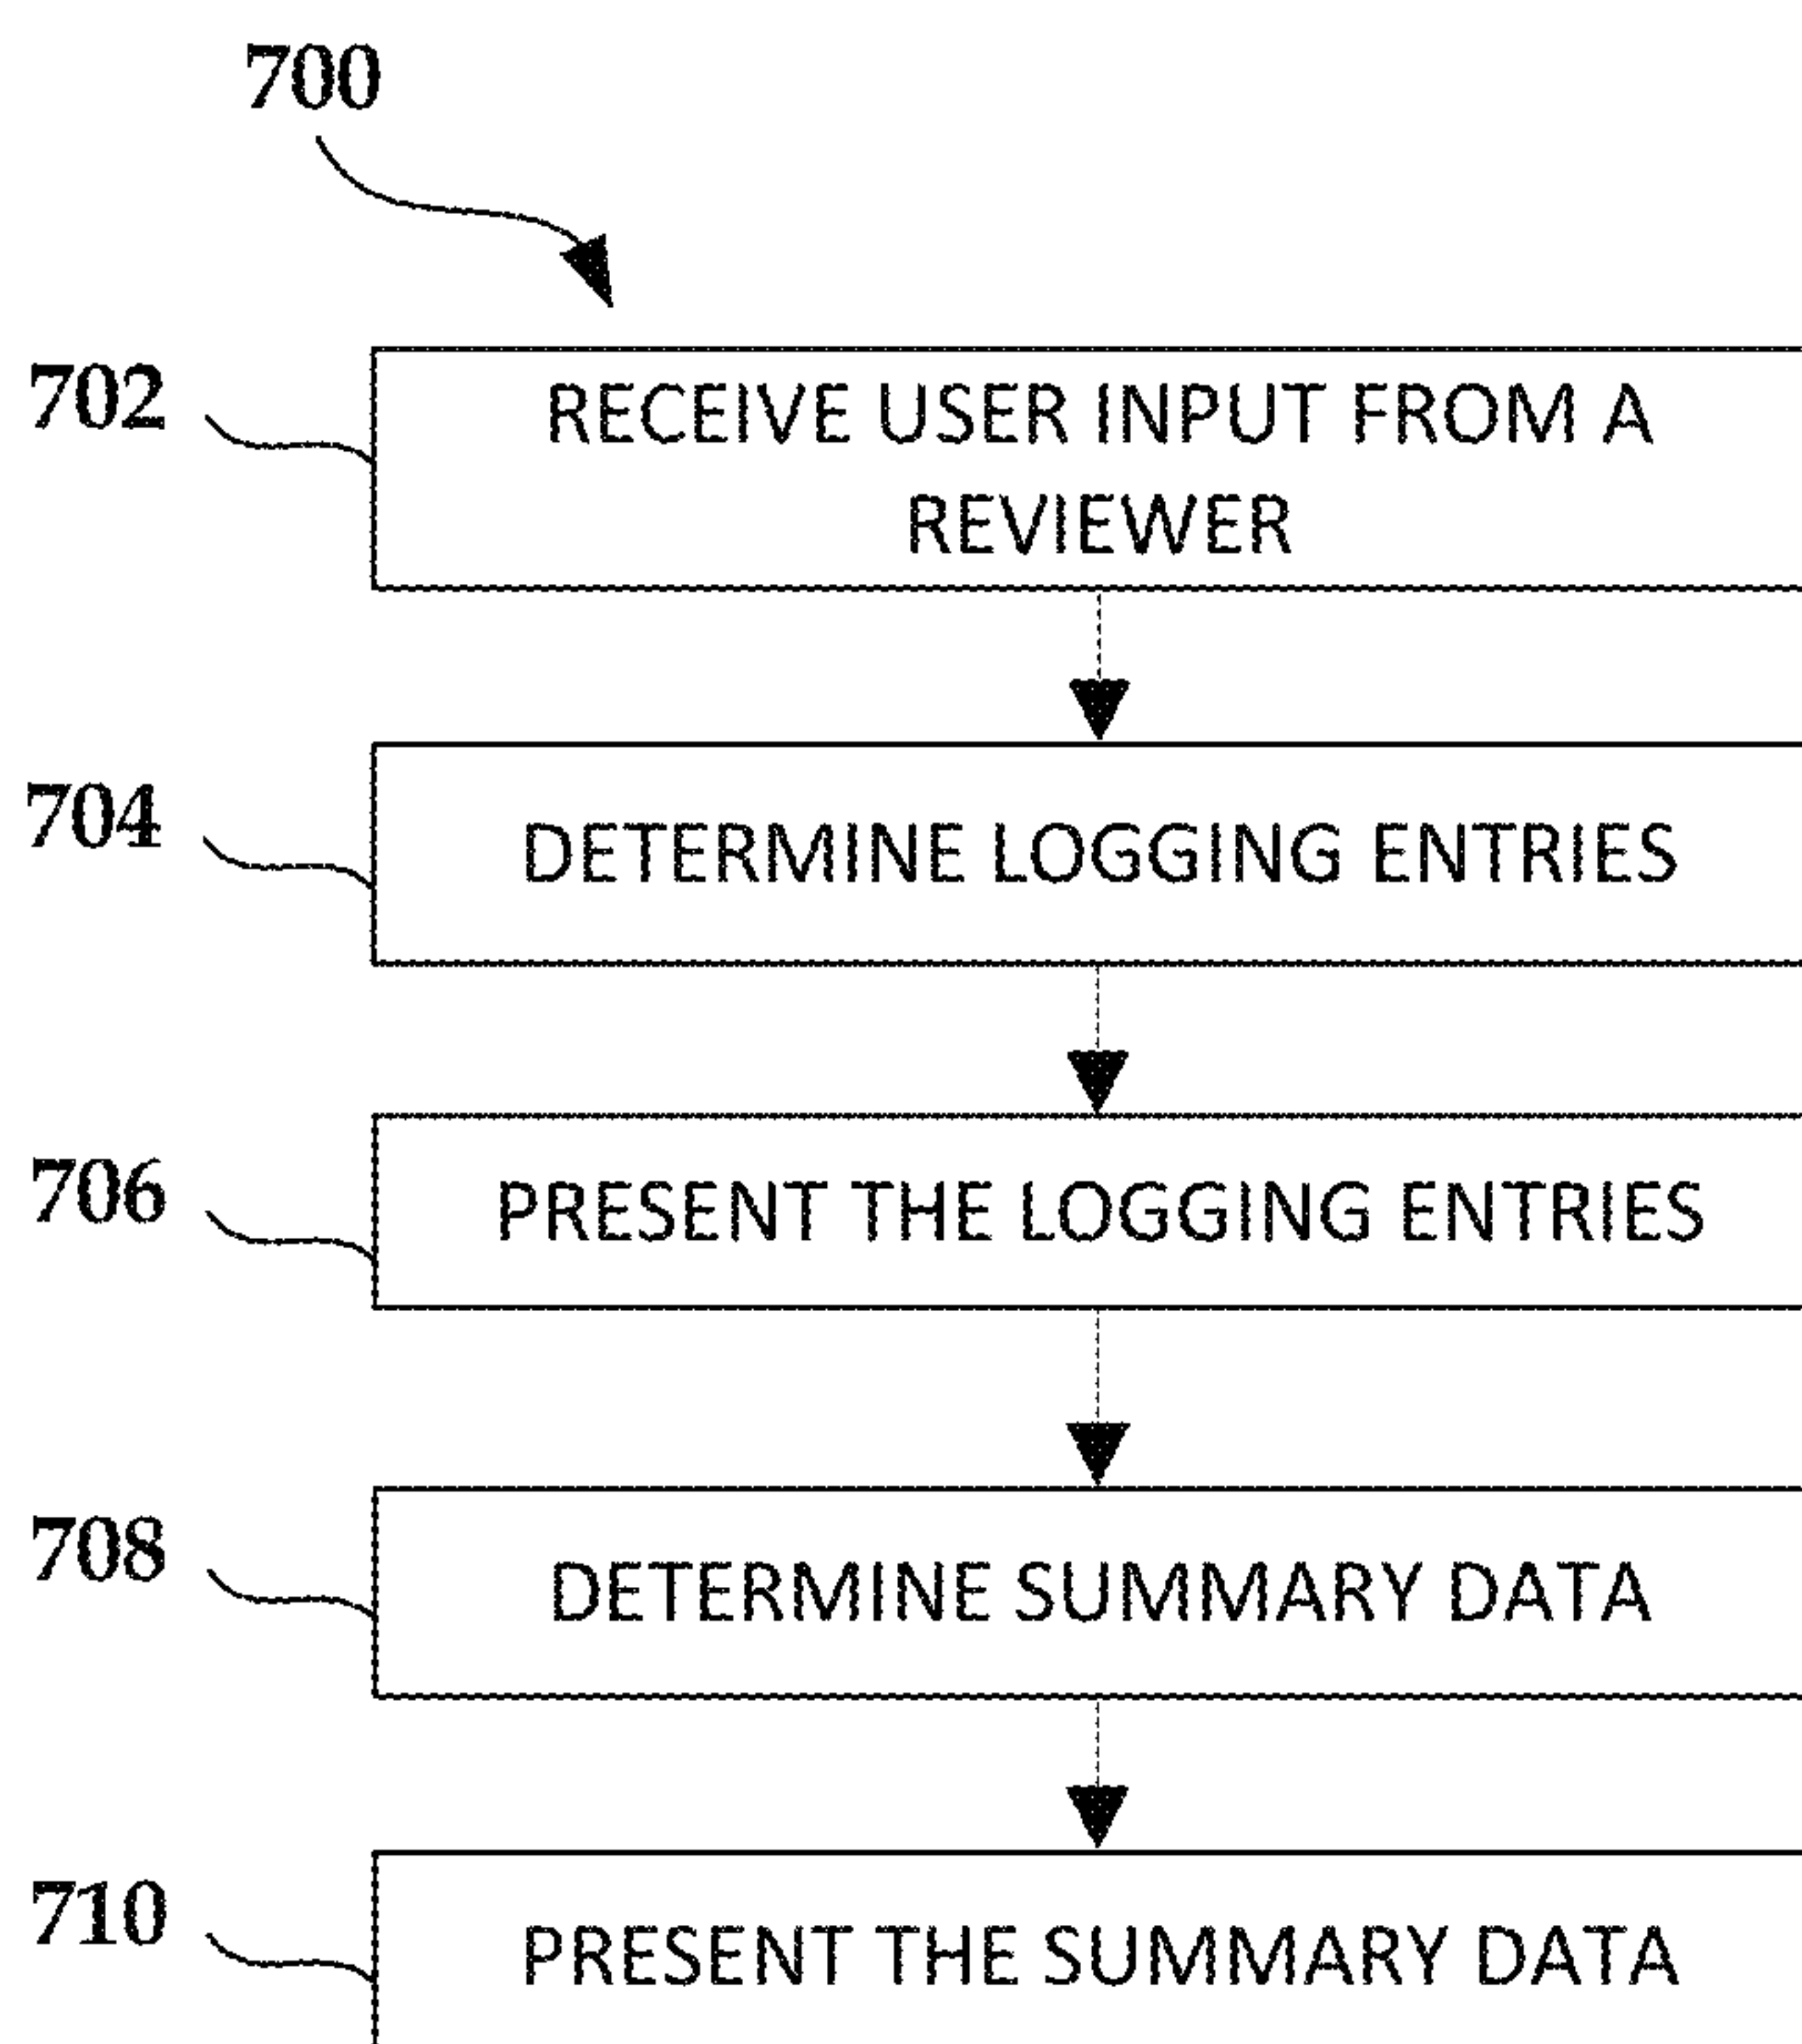 700
702
RECEIVE USER INPUT FROM A
REVIEWER
704
DETERMINE LOGGING ENTRIES
706
PRESENT THE LOGGING ENTRIES
708
DETERMINE SUMMARY DATA
710
PRESENT THE SUMMARY DATA